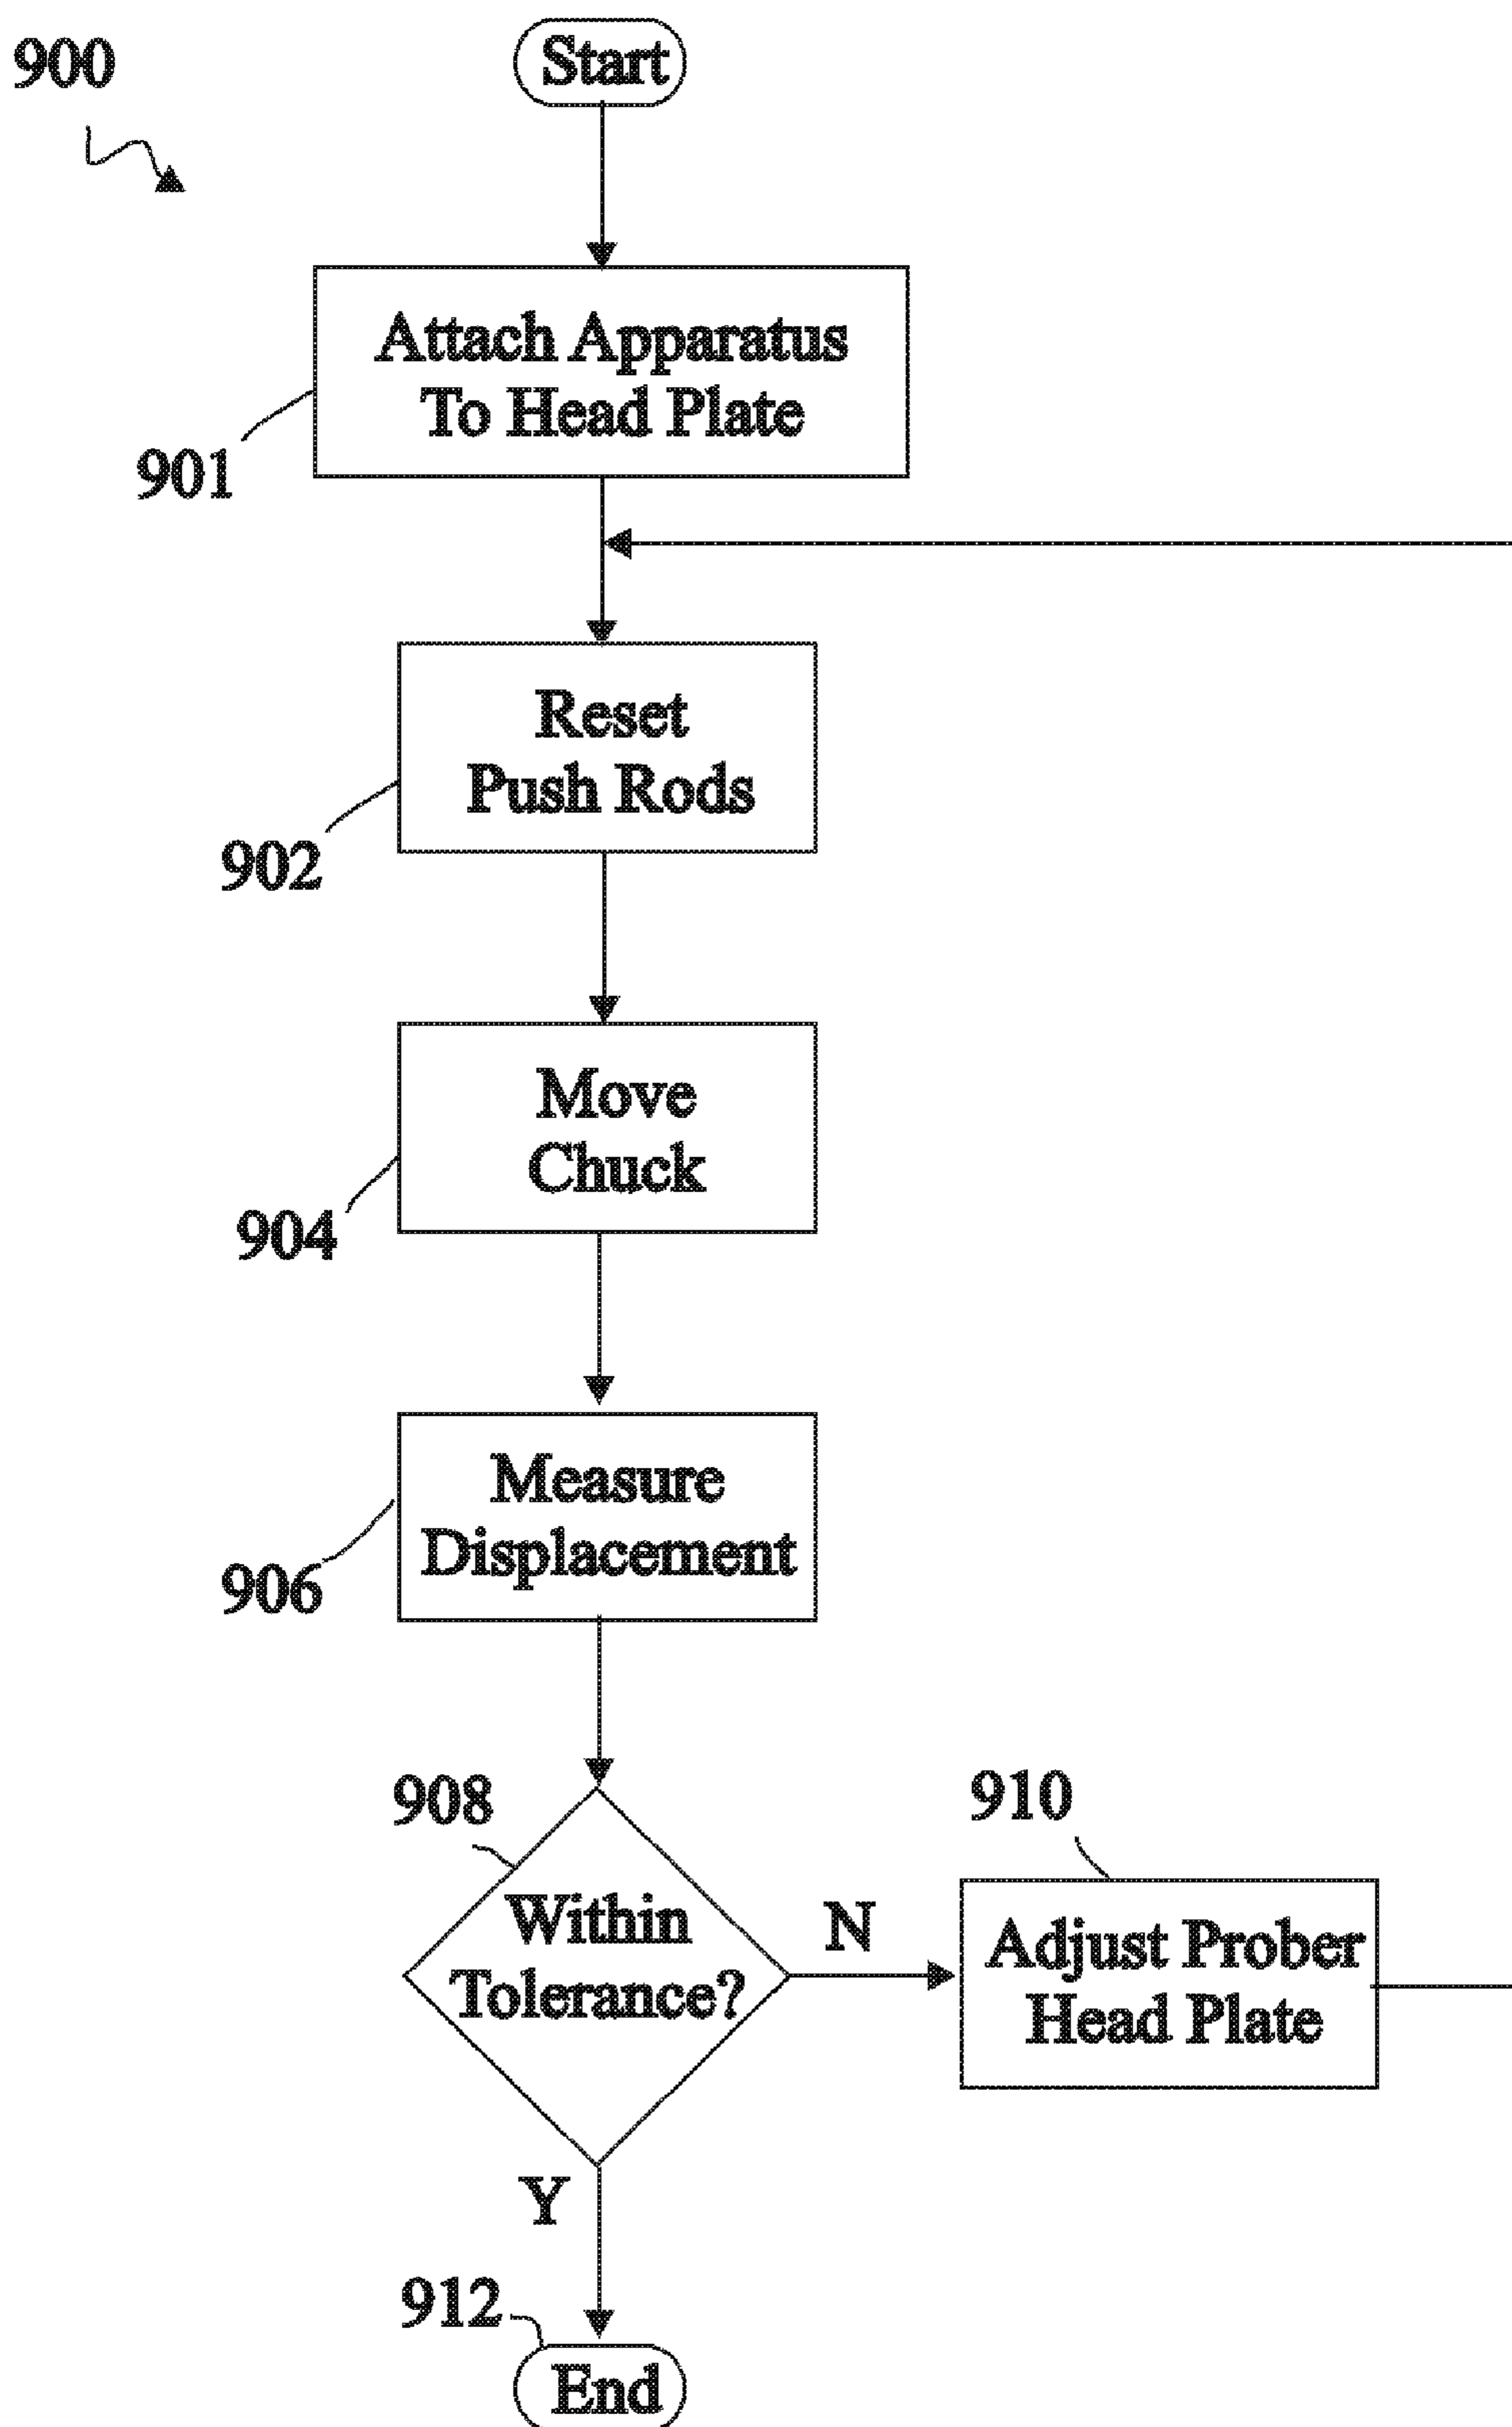 900
Start
Attach Apparatus
To Head Plate
901
Reset
Push Rods
902
Move
Chuck
904
Measure
Displacement
906
908
Within
Tolerance?
N
910
Adjust Prober
Head Plate
Y
912
End